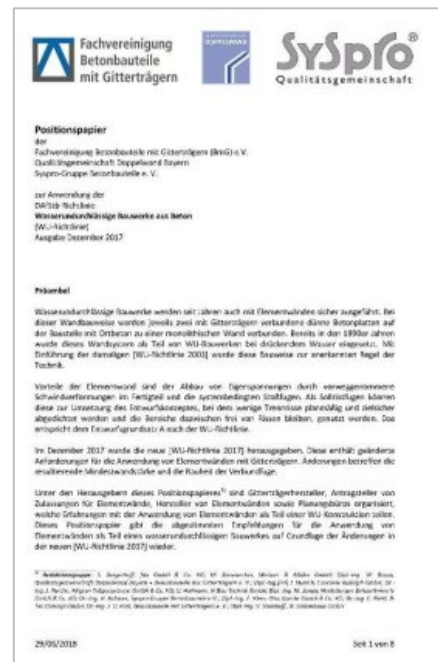 Fachvereinigung
Betonbauteile
mit Gitterträgern
DOPPELWAND
SySpro®
Qualitätsgemeinschaft
Positionspapier
der
Fachvereinigung Betonbauteile mit Gitterträgern (BmG) e.V.
Qualitätsgemeinschaft Doppelwand Bayern
Syspro-Gruppe Betonbauteile e. V.
zur Anwendung der
DAfStb-Richtlinie
Wasserundurchlässige Bauwerke aus Beton
(WU-Richtlinie)
Ausgabe Dezember 2017
Präambel
Wasserundurchlässige Bauwerke werden seit Jahren auch mit Elementwänden sicher ausgeführt. Bei
dieser Wandbauweise werden jeweils zwei mit Gitterträgern verbundene dünne Betonplatten auf
der Baustelle mit Ortbeton zu einer monolithischen Wand verbunden. Bereits in den 1990er Jahren
wurde dieses Wandsystem als Teil von WU-Bauwerken bei drückendem Wasser eingesetzt. Mit
Einführung der damaligen [WU-Richtlinie 2003] wurde diese Bauweise zur anerkannten Regel der
Technik.
Vorteile der Elementwand sind der Abbau von Eigenspannungen durch vorweggenommene
Schwindverformungen im Fertigteil und die systembedingten Stoßfugen. Als Sollrissfugen können
diese zur Umsetzung des Entwurfskonzeptes, bei dem wenige Trennrisse planmäßig und zielsicher
abgedichtet werden und die Bereiche dazwischen frei von Rissen bleiben, genutzt werden. Das
entspricht dem Entwurfsgrundsatz A nach der WU-Richtlinie.
Im Dezember 2017 wurde die neue [WU-Richtlinie 2017] herausgegeben. Diese enthält geänderte
Anforderungen für die Anwendung von Elementwänden mit Gitterträgern. Änderungen betreffen die
resultierende Mindestwandstärke und die Rauheit der Verbundfuge.
Unter den Herausgebern dieses Positionspapieres¹⁾ sind Gitterträgerhersteller, Antragsteller von
Zulassungen für Elementwände, Hersteller von Elementwänden sowie Planungsbüros organisiert,
welche Erfahrungen mit der Anwendung von Elementwänden als Teil einer WU-Konstruktion teilen.
Dieses Positionspapier gibt die abgestimmten Empfehlungen für die Anwendung von
Elementwänden als Teil eines wasserundurchlässigen Bauwerkes auf Grundlage der Änderungen in
der neuen [WU-Richtlinie 2017] wieder.
29/06/2018
Seit 1 von 8